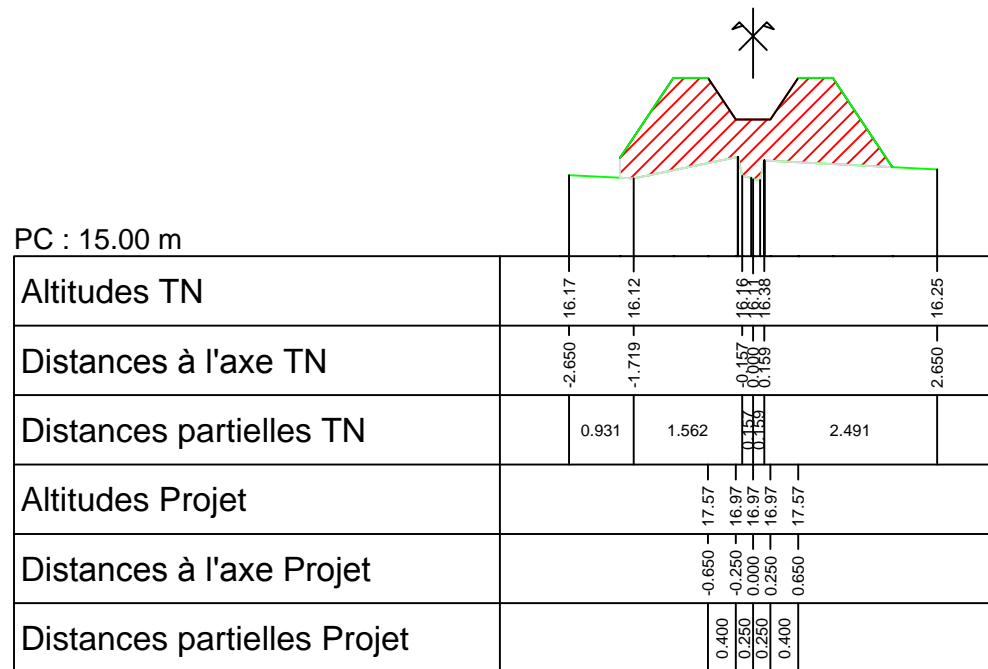 PC : 15.00 m
Altitudes TN 16.17 16.12 16.16 16.11 16.38 16.25
Distances à l'axe TN -2.650 -1.719 -0.157 0.000 0.159 2.650
Distances partielles TN 0.931 1.562 0.157 0.159 2.491
Altitudes Projet 17.57 16.97 16.97 16.97 17.57
Distances à l'axe Projet -0.650 -0.250 0.000 0.250 0.650
Distances partielles Projet 0.400 0.250 0.250 0.400